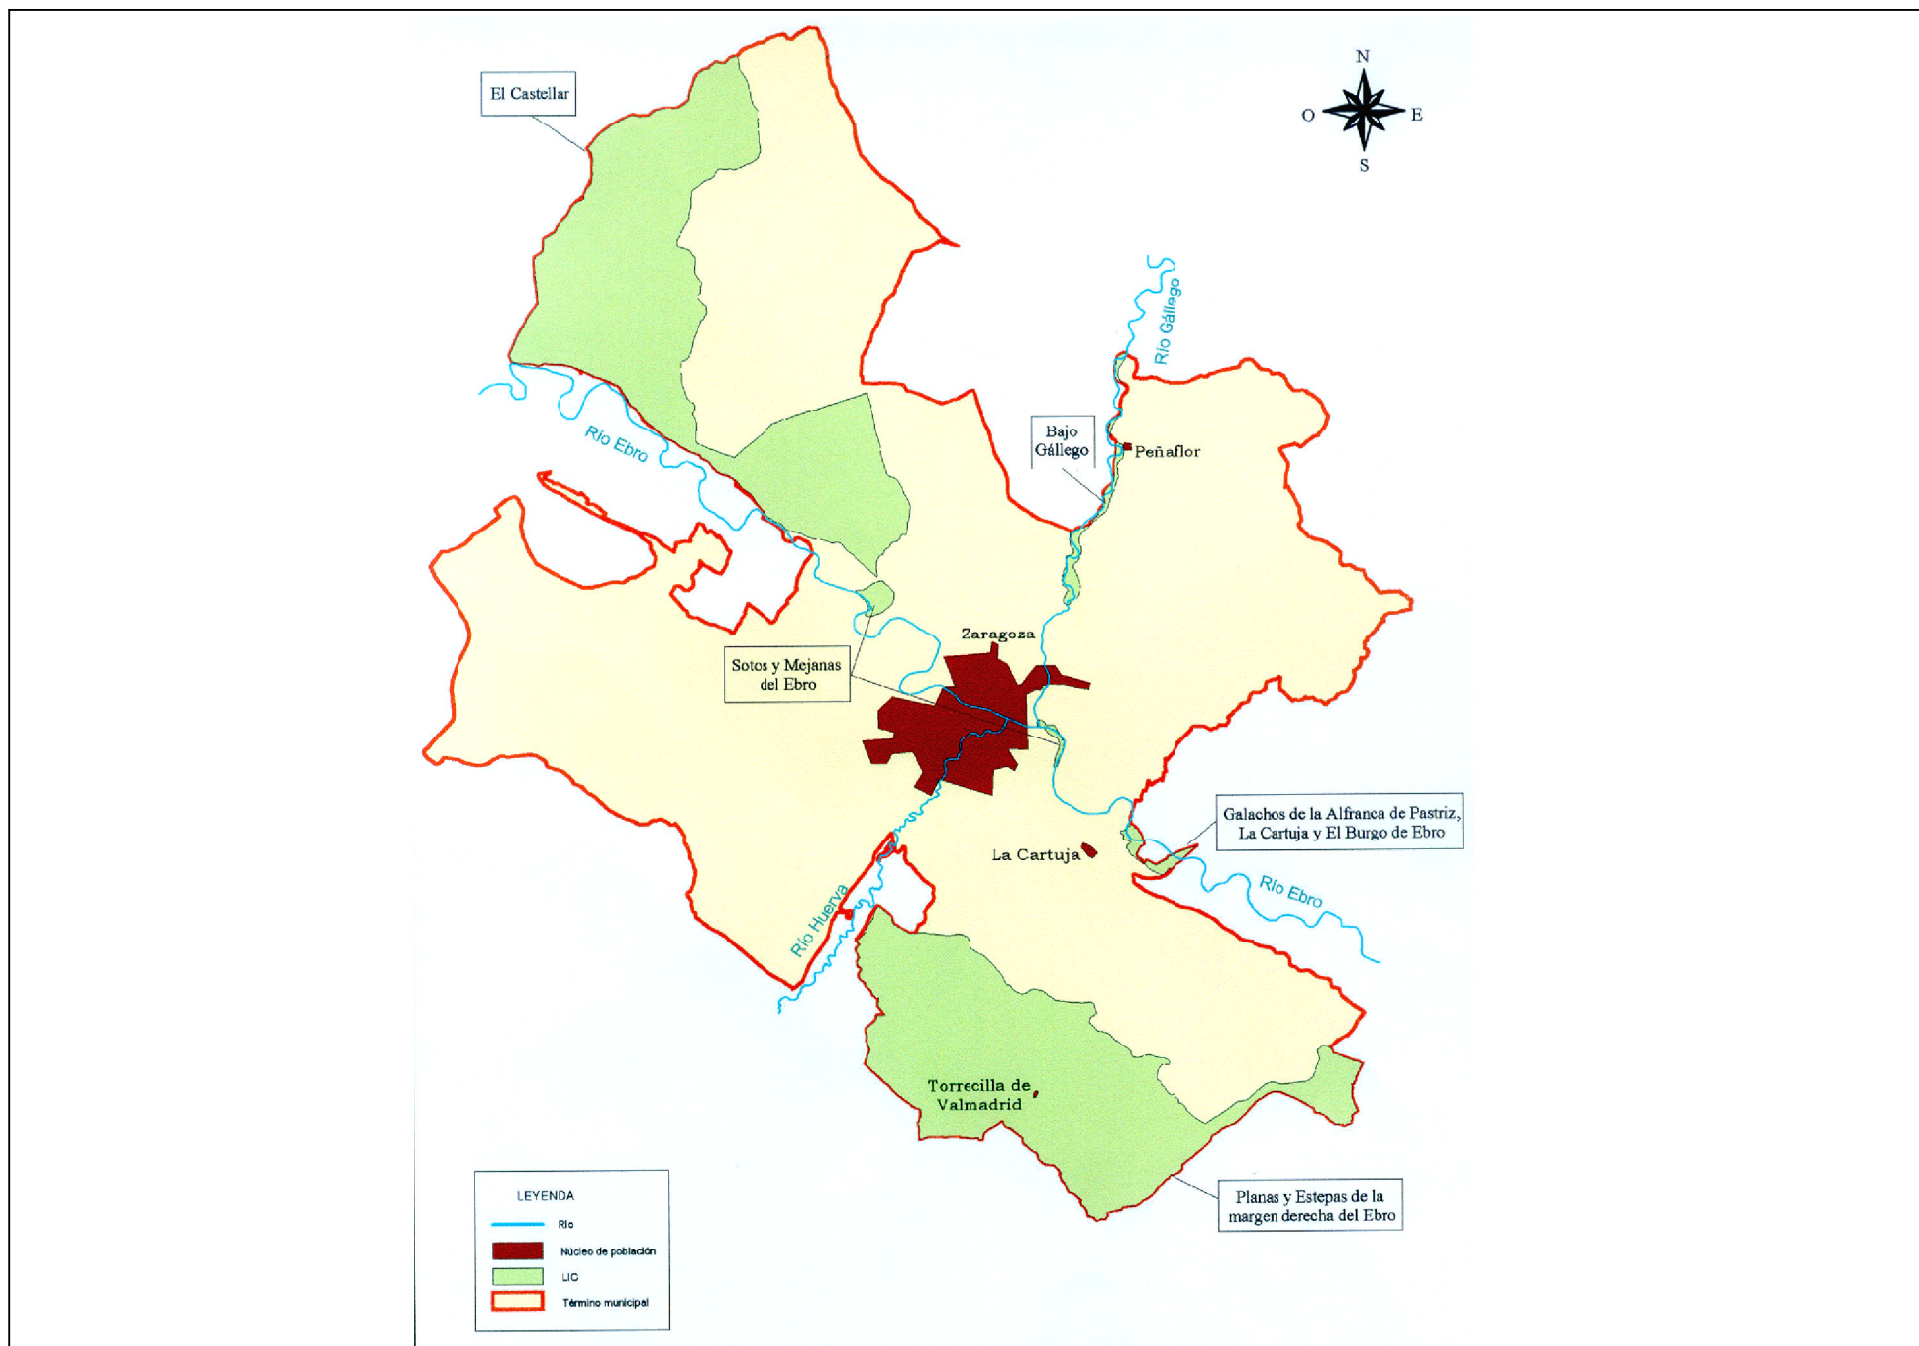 N
O
E
S
El Castellar
Río Gállego
Bajo
Gállego
Peñaflor
Río Ebro
Zaragoza
Sotos y Mejanas
del Ebro
Galachos de la Alfranca de Pastriz,
La Cartuja y El Burgo de Ebro
La Cartuja
Río Ebro
Río Huerva
Torrecilla de
Valmadrid
Planas y Estepas de la
margen derecha del Ebro
LEYENDA
Río
Núcleo de población
LIC
Término municipal